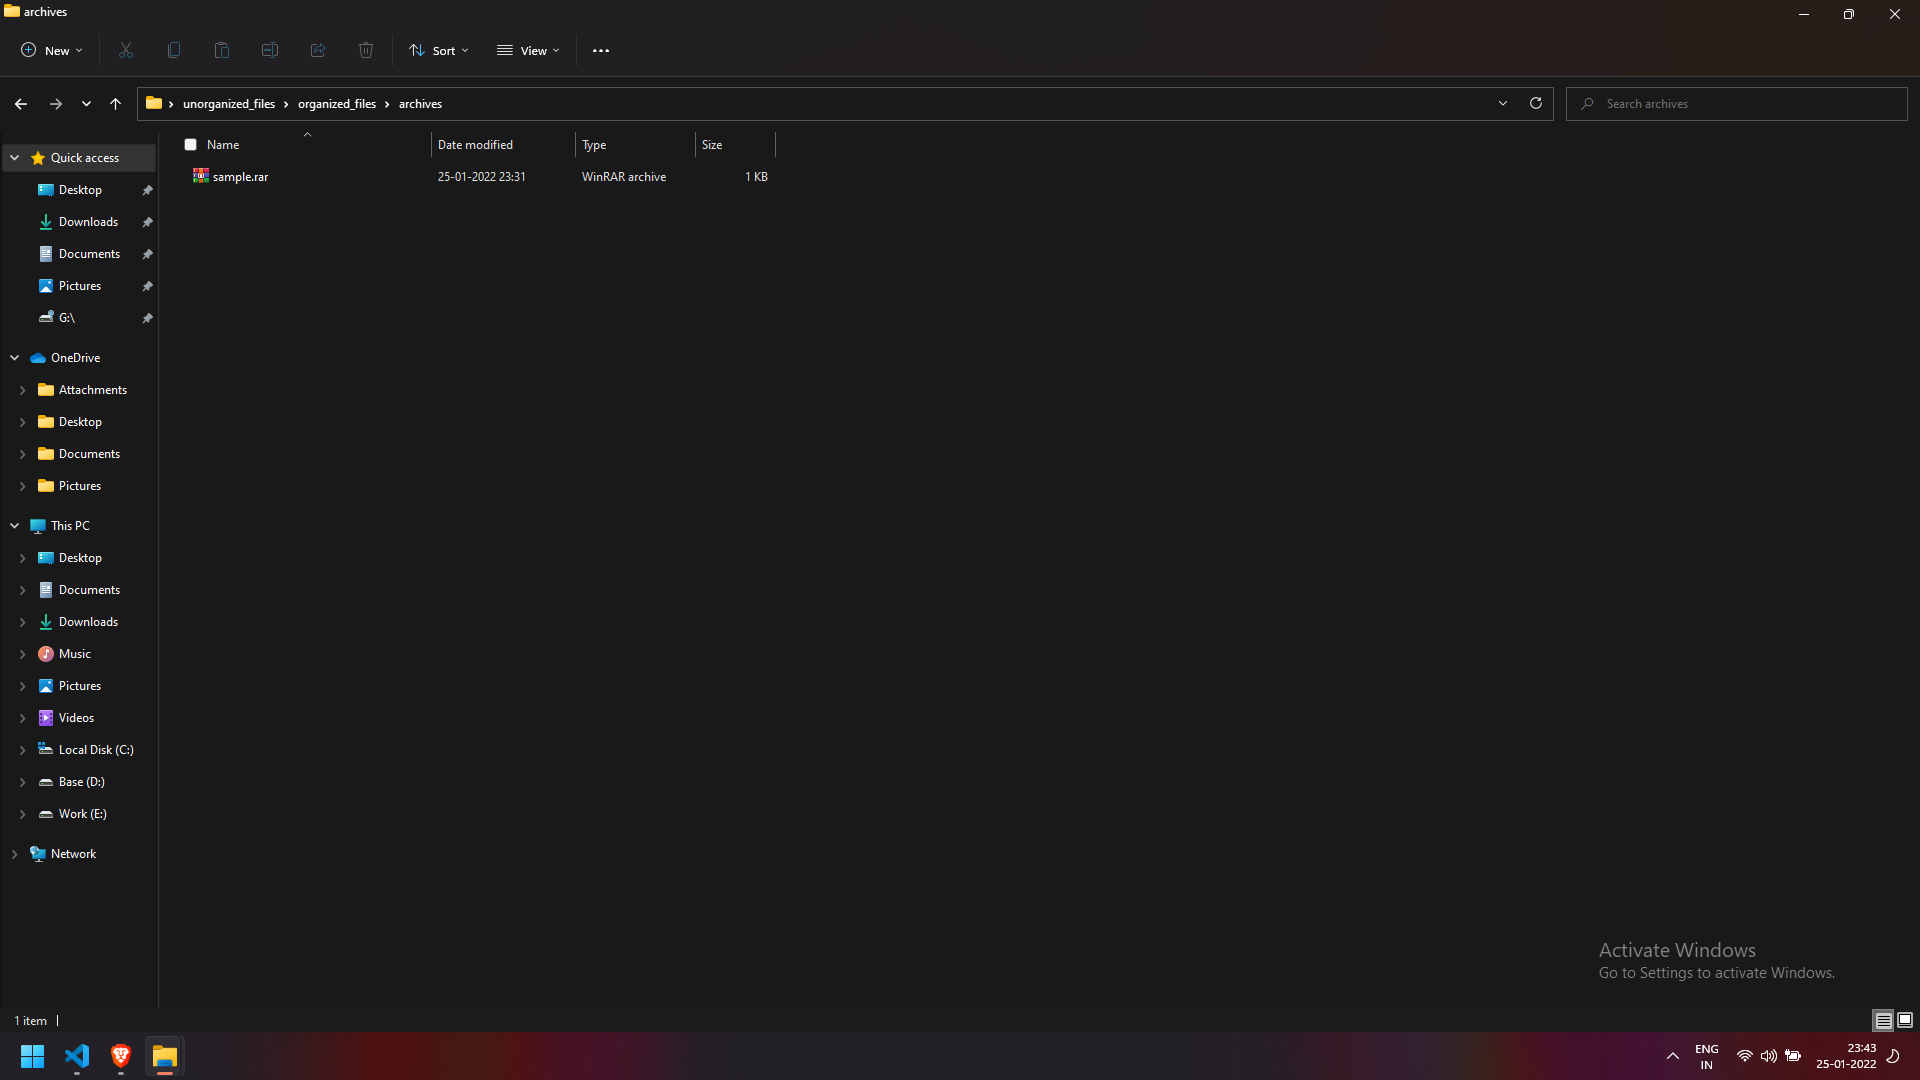 archives
New Sort View
unorganized_files organized_files archives Search archives
Name Date modified Type Size
sample.rar 25-01-2022 23:31 WinRAR archive 1 KB
Quick access
Desktop
Downloads
Documents
Pictures
G:\
OneDrive
Attachments
Desktop
Documents
Pictures
This PC
Desktop
Documents
Downloads
Music
Pictures
Videos
Local Disk (C:)
Base (D:)
Work (E:)
Network
Activate Windows
Go to Settings to activate Windows.
1 item
ENG
IN
23:43
25-01-2022